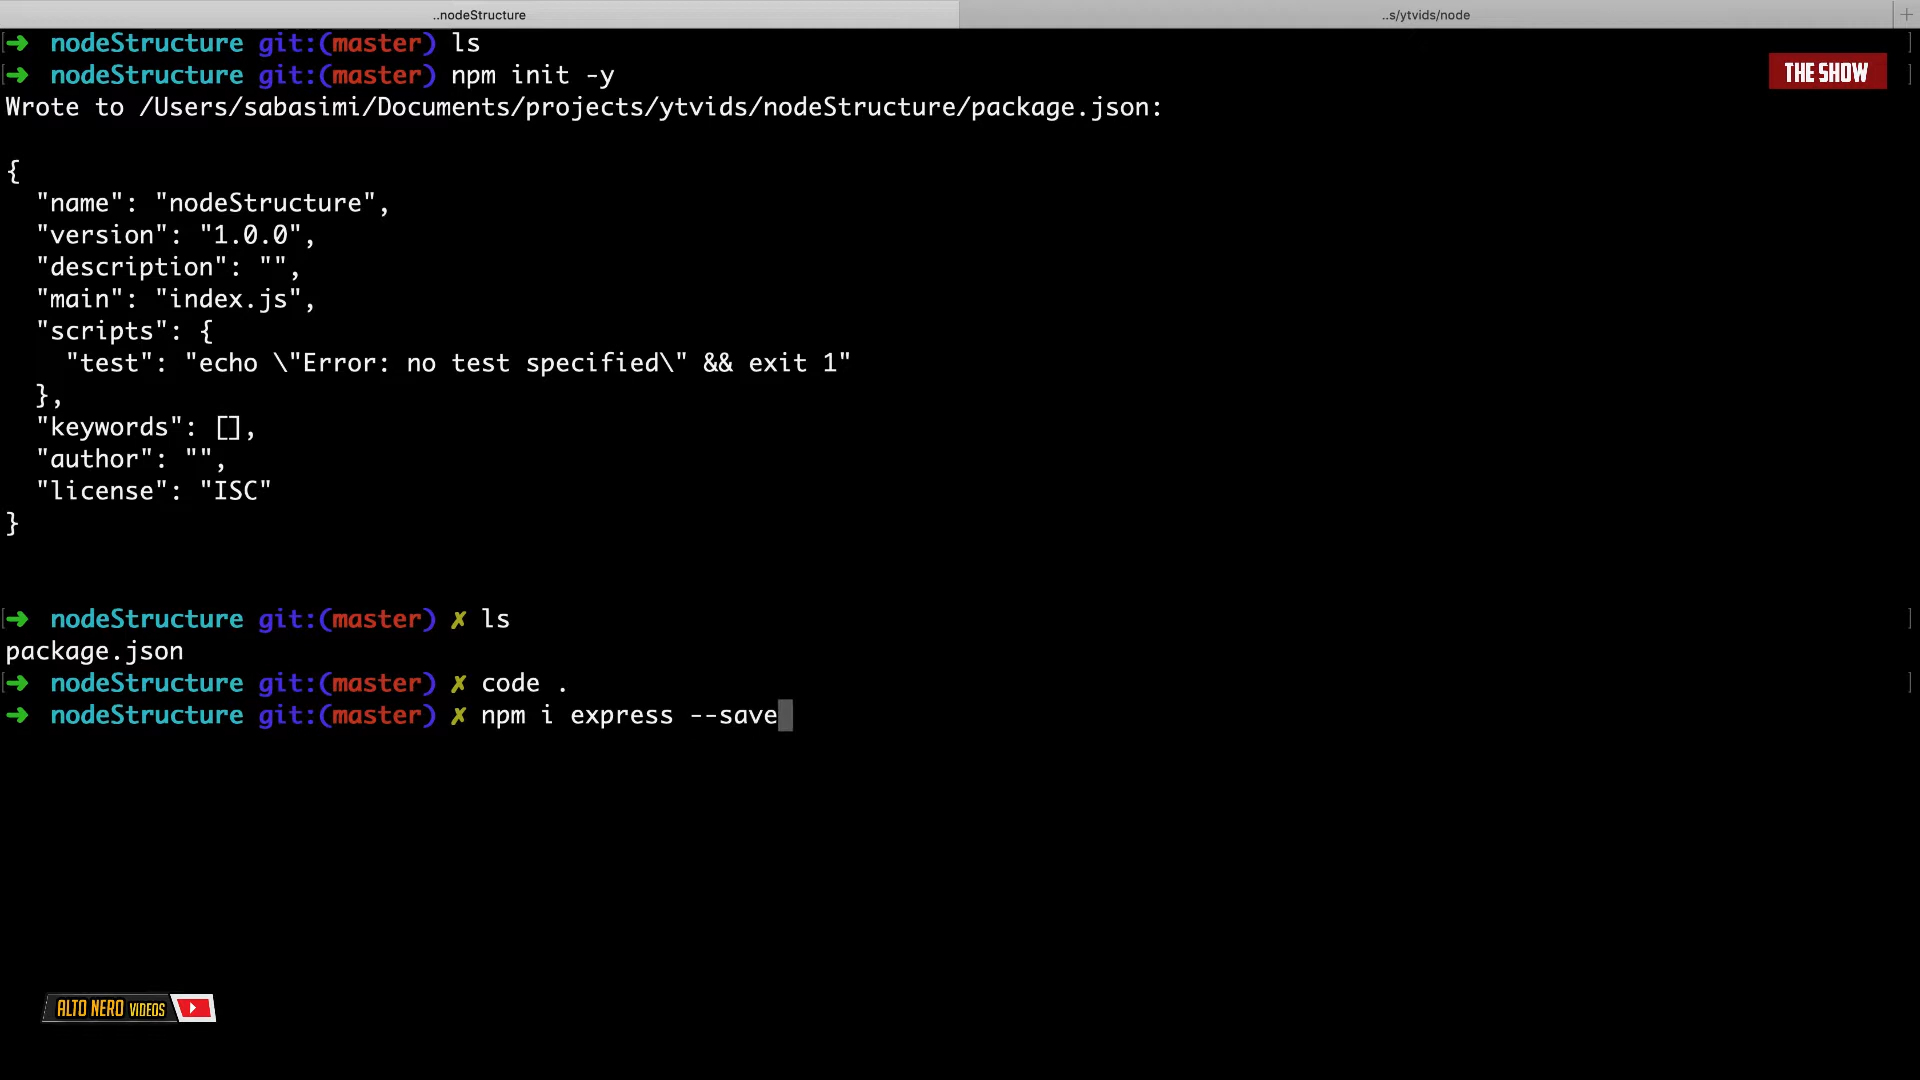 ..nodeStructure
..s/ytvids/node
➜ nodeStructure git:(master) ls
➜ nodeStructure git:(master) npm init -y
THE SHOW
Wrote to /Users/sabasimi/Documents/projects/ytvids/nodeStructure/package.json:
{
"name": "nodeStructure",
"version": "1.0.0",
"description": "",
"main": "index.js",
"scripts": {
"test": "echo \"Error: no test specified\" && exit 1"
},
"keywords": [],
"author": "",
"license": "ISC"
}
➜ nodeStructure git:(master) ✗ ls
package.json
➜ nodeStructure git:(master) ✗ code .
➜ nodeStructure git:(master) ✗ npm i express --save
ALTO NERO VIDEOS